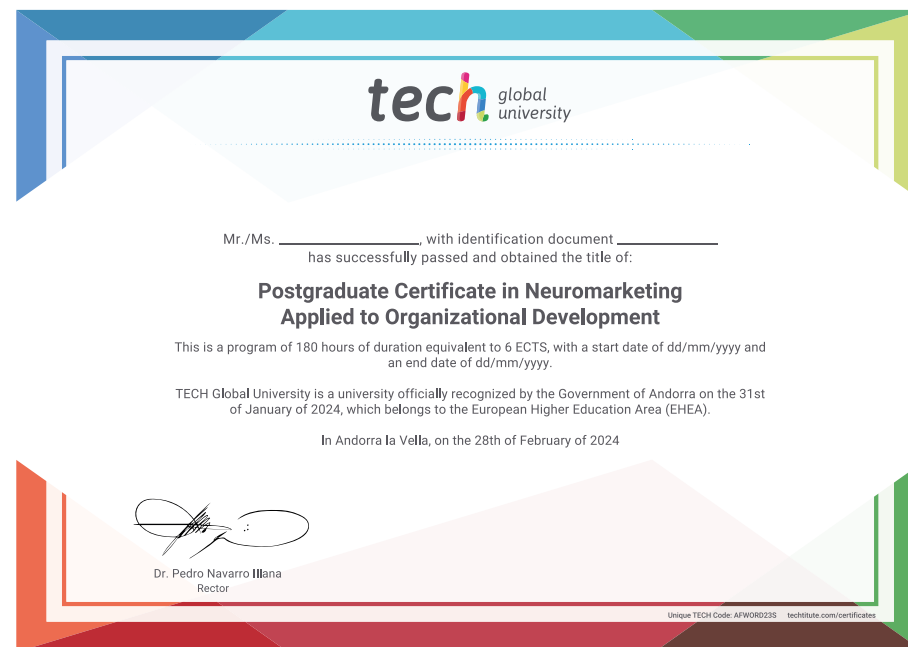 tech global university
Mr./Ms. ____________, with identification document ____________
has successfully passed and obtained the title of:
Postgraduate Certificate in Neuromarketing
Applied to Organizational Development
This is a program of 180 hours of duration equivalent to 6 ECTS, with a start date of dd/mm/yyyy and
an end date of dd/mm/yyyy.
TECH Global University is a university officially recognized by the Government of Andorra on the 31st
of January of 2024, which belongs to the European Higher Education Area (EHEA).
In Andorra la Vella, on the 28th of February of 2024
Dr. Pedro Navarro Illana
Rector
Unique TECH Code: AFWORD23S techtitute.com/certificates